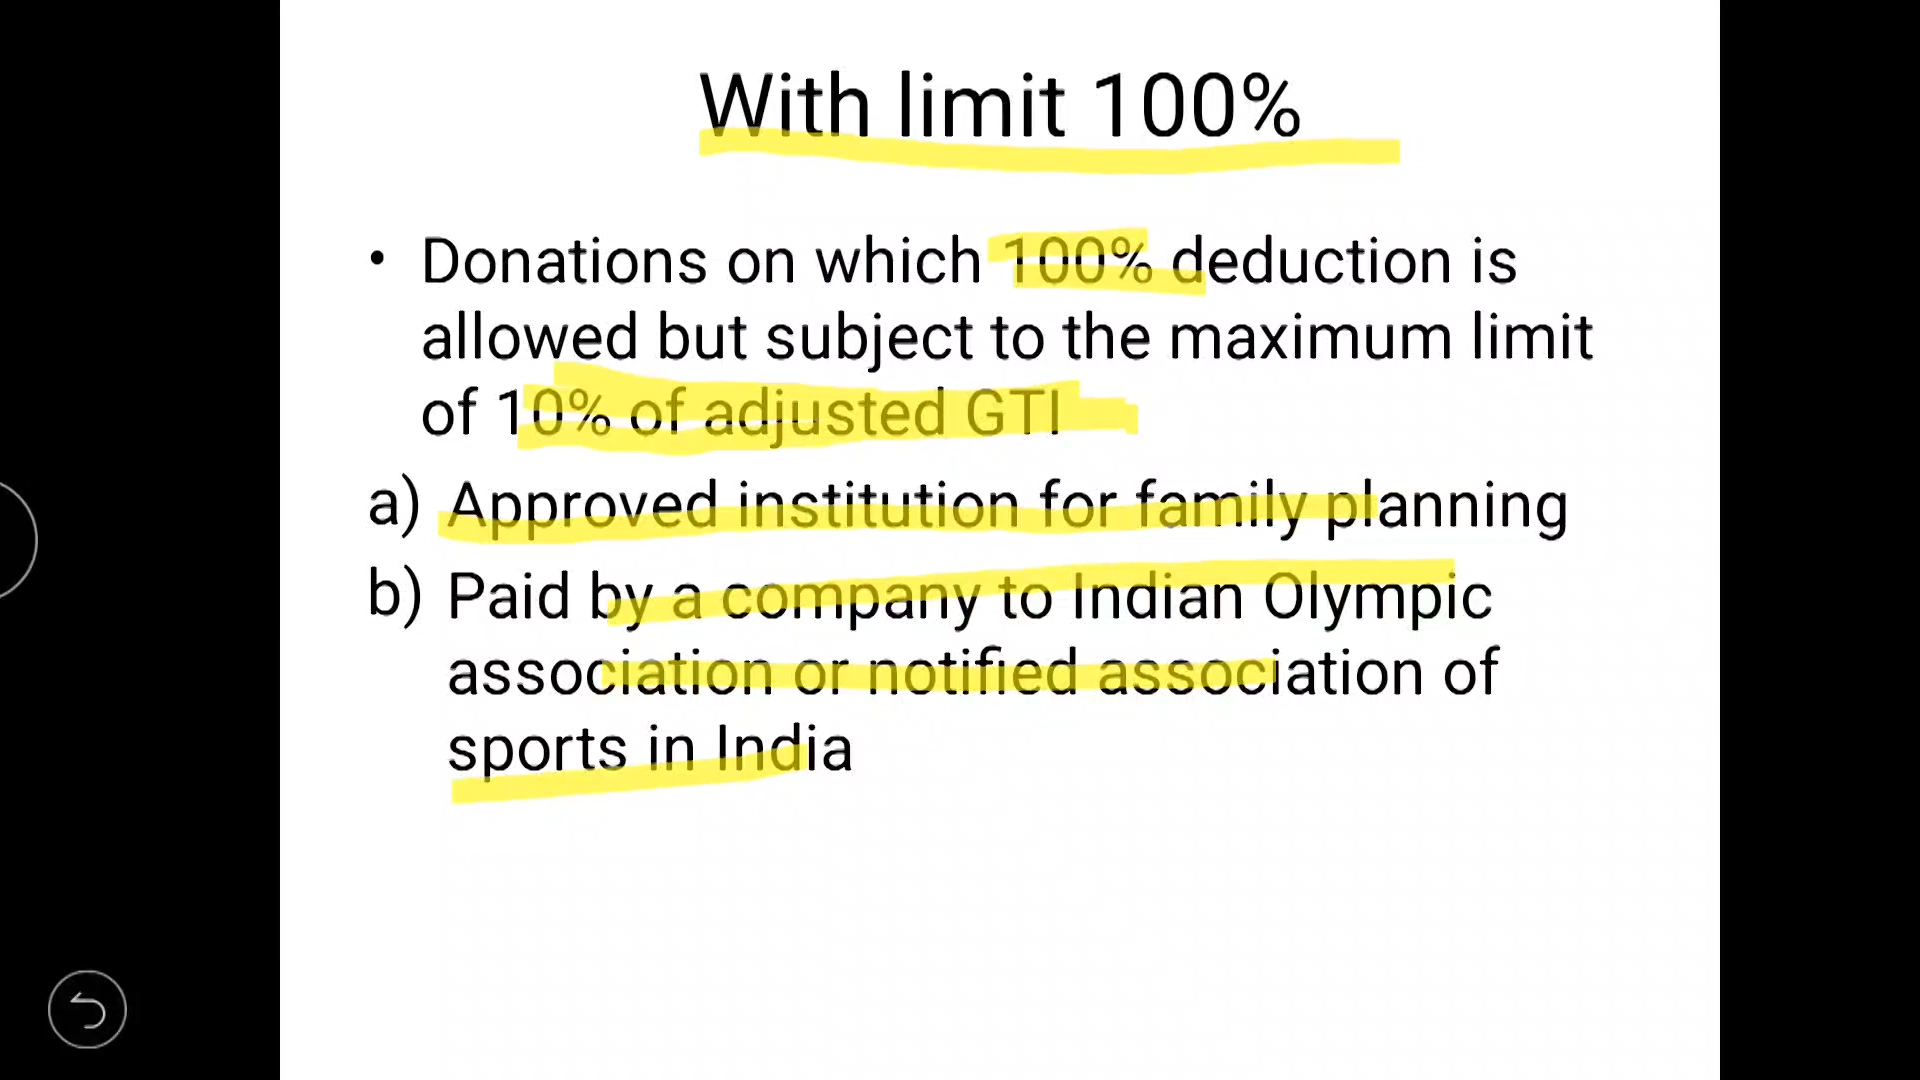 With limit 100%
• Donations on which 100% deduction is
allowed but subject to the maximum limit
of 10% of adjusted GTI
a) Approved institution for family planning
b) Paid by a company to Indian Olympic
association or notified association of
sports in India